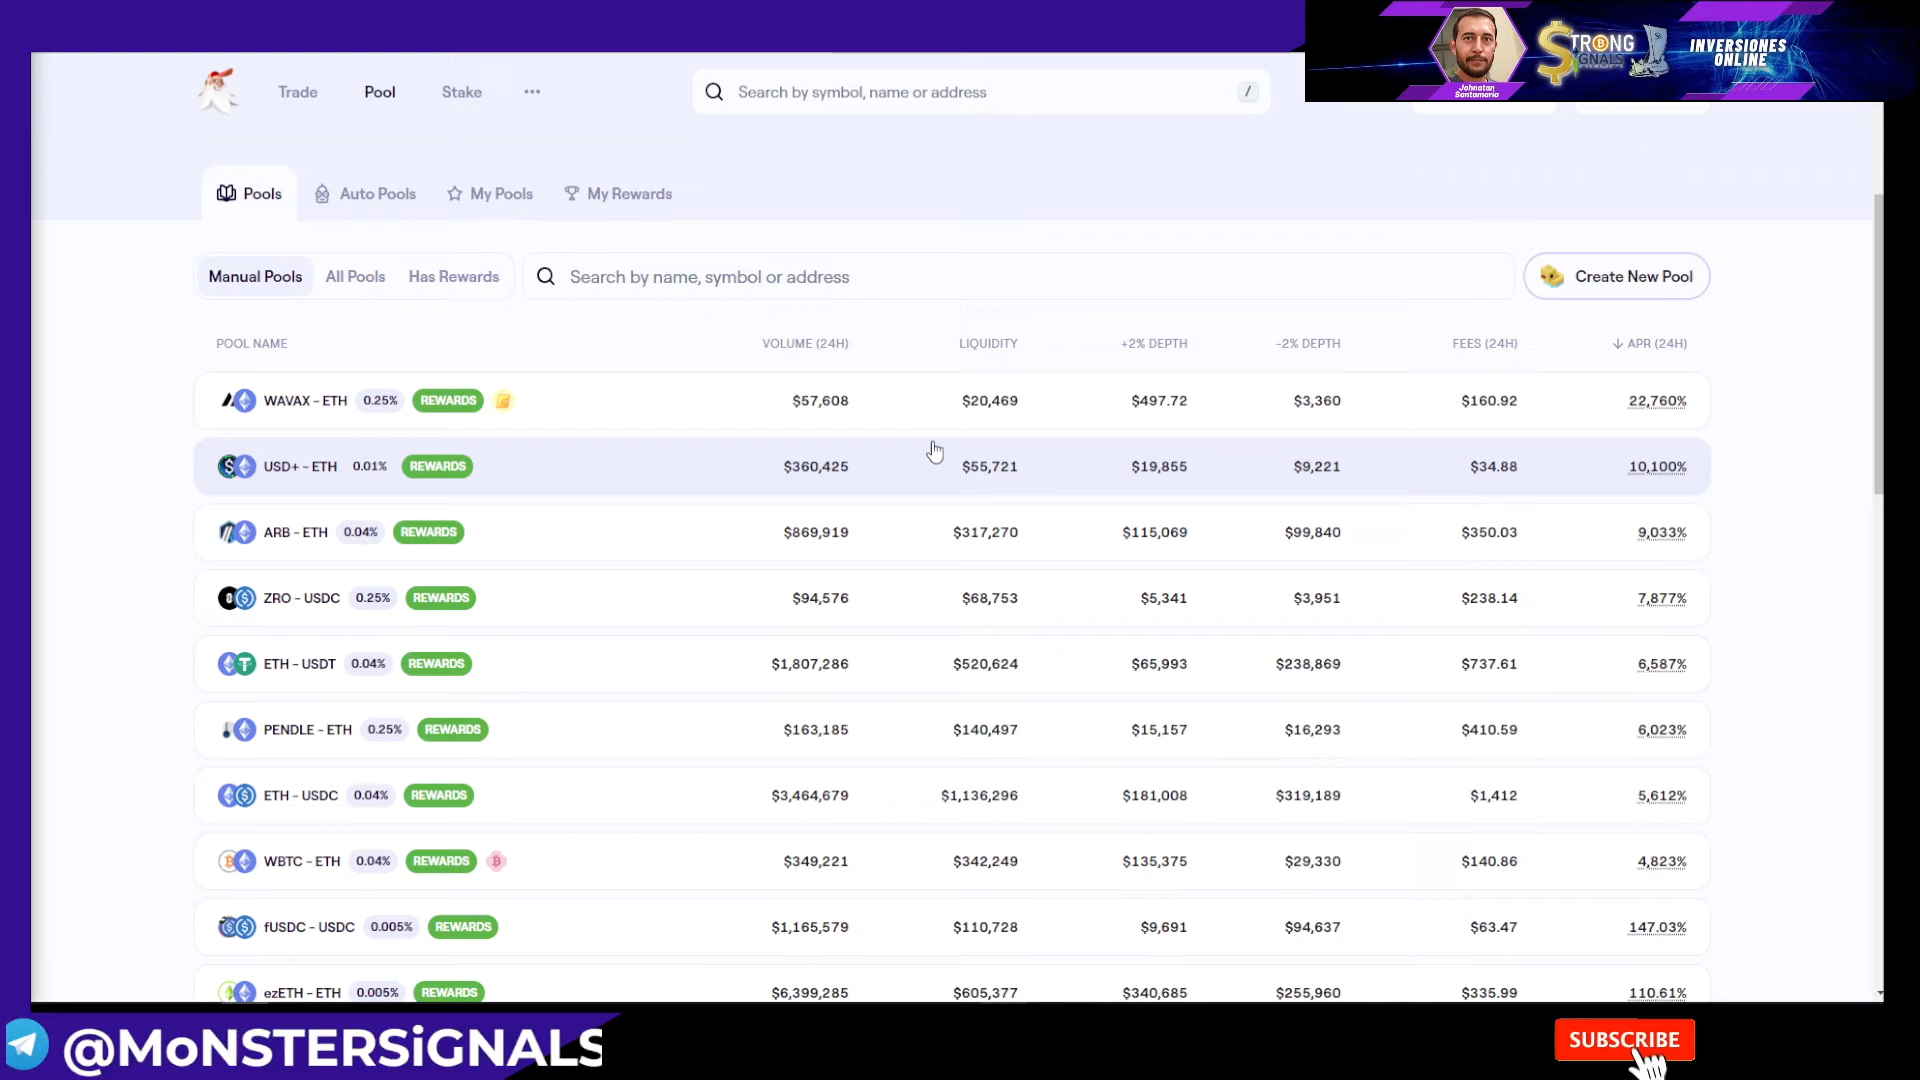 Trade Pool Stake ...
Search by symbol, name or address /
Johnatan
Santamaria
$TRONG
$IGNALS
INVERSIONES
ONLINE
Pools Auto Pools My Pools My Rewards
Manual Pools All Pools Has Rewards Search by name, symbol or address Create New Pool
POOL NAME VOLUME (24H) LIQUIDITY +2% DEPTH -2% DEPTH FEES (24H) ↓ APR (24H)
WAVAX - ETH 0.25% REWARDS $57,608 $20,469 $497.72 $3,360 $160.92 22,760%
USD+ - ETH 0.01% REWARDS $360,425 $55,721 $19,855 $9,221 $34.88 10,100%
ARB - ETH 0.04% REWARDS $869,919 $317,270 $115,069 $99,840 $350.03 9,033%
ZRO - USDC 0.25% REWARDS $94,576 $68,753 $5,341 $3,951 $238.14 7,877%
ETH - USDT 0.04% REWARDS $1,807,286 $520,624 $65,993 $238,869 $737.61 6,587%
PENDLE - ETH 0.25% REWARDS $163,185 $140,497 $15,157 $16,293 $410.59 6,023%
ETH - USDC 0.04% REWARDS $3,464,679 $1,136,296 $181,008 $319,189 $1,412 5,612%
WBTC - ETH 0.04% REWARDS $349,221 $342,249 $135,375 $29,330 $140.86 4,823%
fUSDC - USDC 0.005% REWARDS $1,165,579 $110,728 $9,691 $94,637 $63.47 147.03%
ezETH - ETH 0.005% REWARDS $6,399,285 $605,377 $340,685 $255,960 $335.99 110.61%
@MoNSTERSiGNALS
SUBSCRIBE